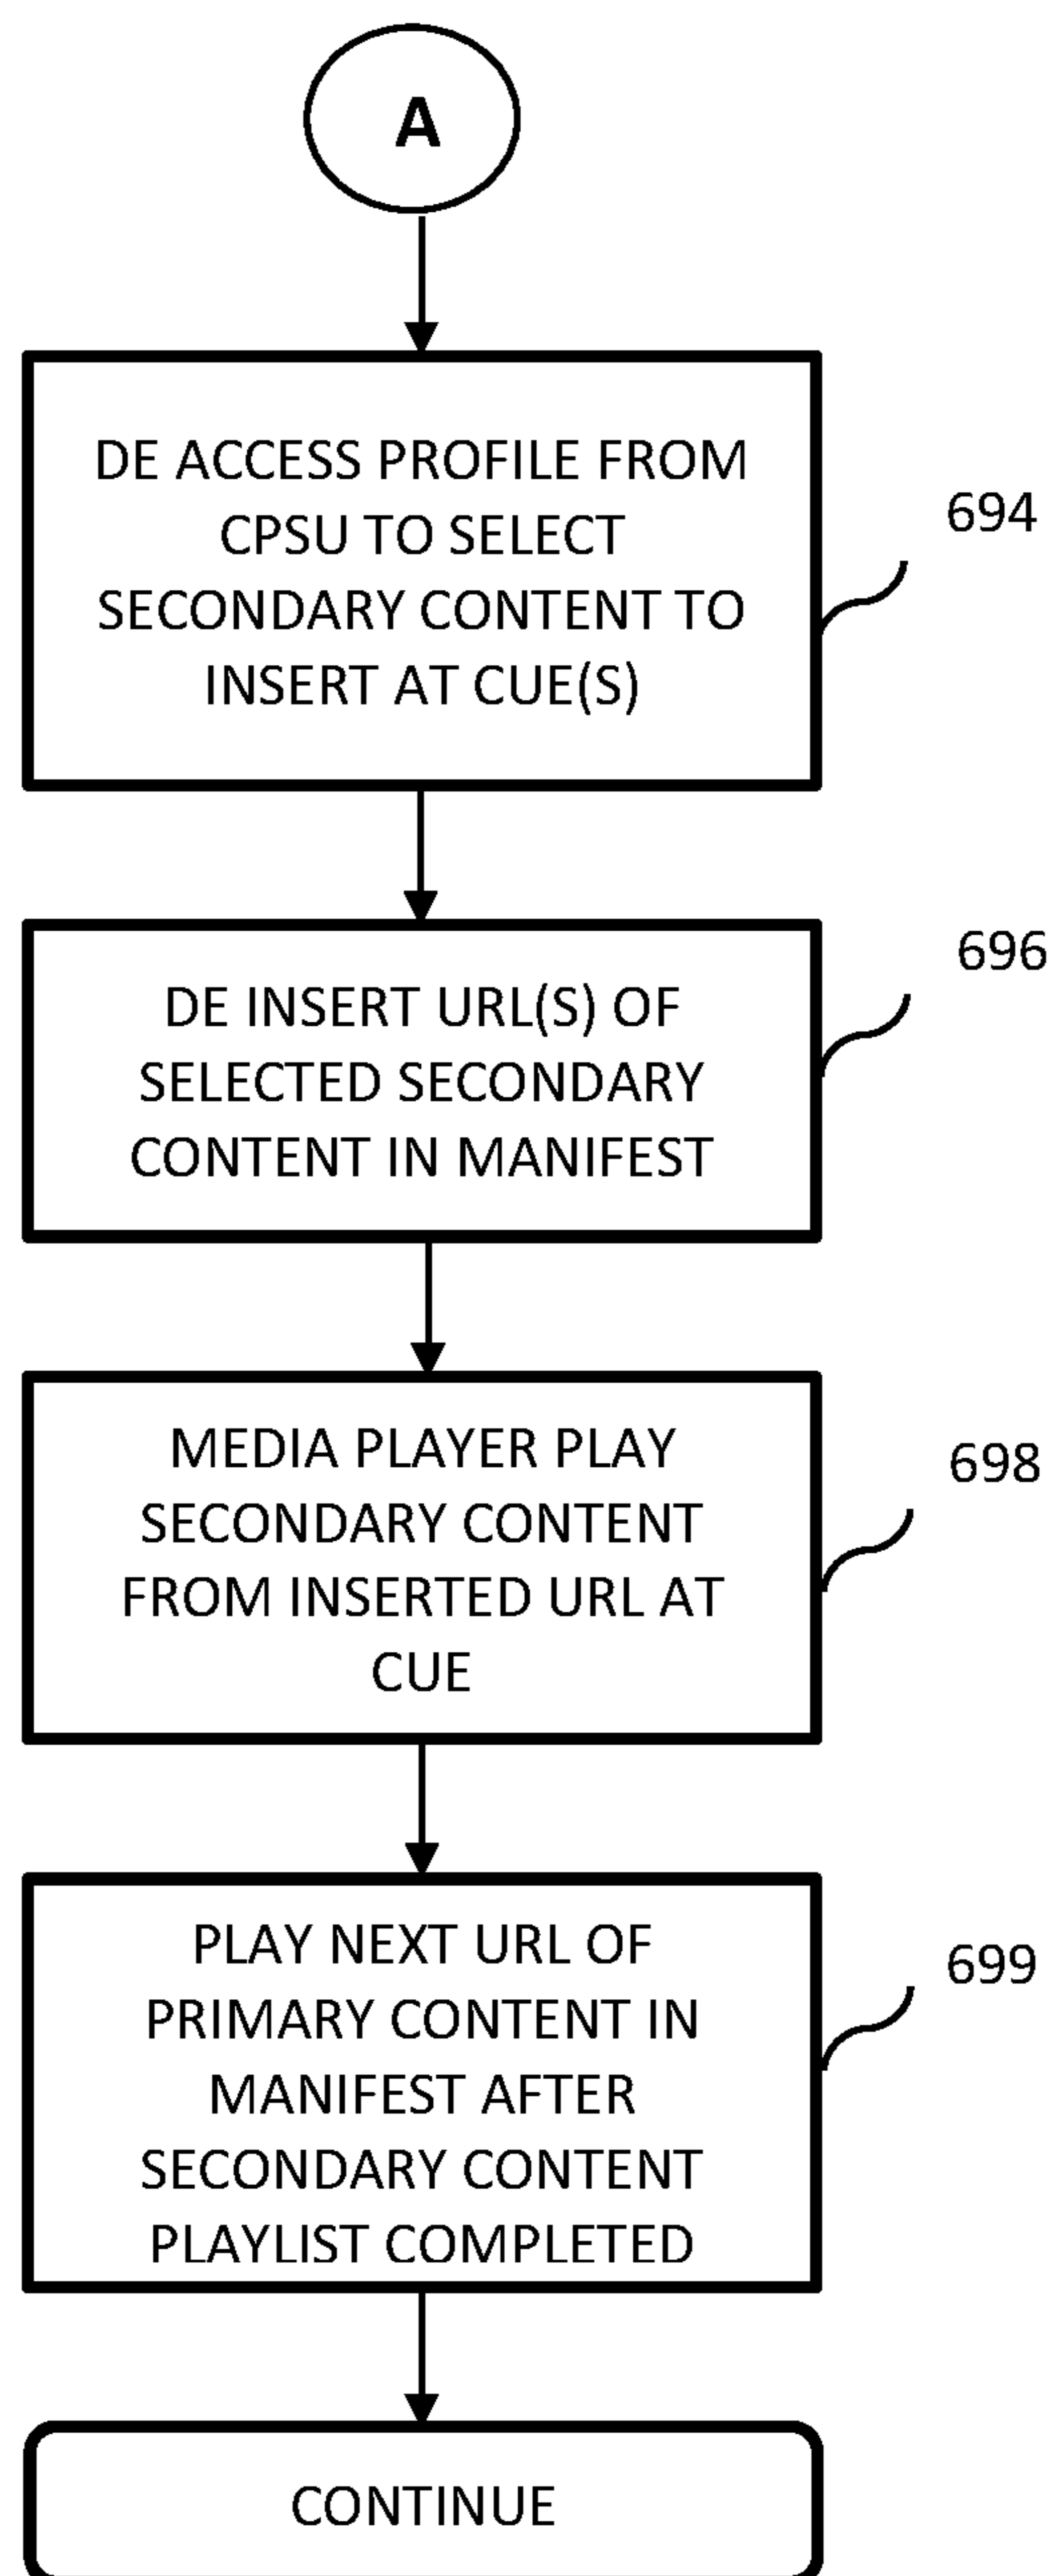 A
DE ACCESS PROFILE FROM
CPSU TO SELECT
SECONDARY CONTENT TO
INSERT AT CUE(S)
694
DE INSERT URL(S) OF
SELECTED SECONDARY
CONTENT IN MANIFEST
696
MEDIA PLAYER PLAY
SECONDARY CONTENT
FROM INSERTED URL AT
CUE
698
PLAY NEXT URL OF
PRIMARY CONTENT IN
MANIFEST AFTER
SECONDARY CONTENT
PLAYLIST COMPLETED
699
CONTINUE